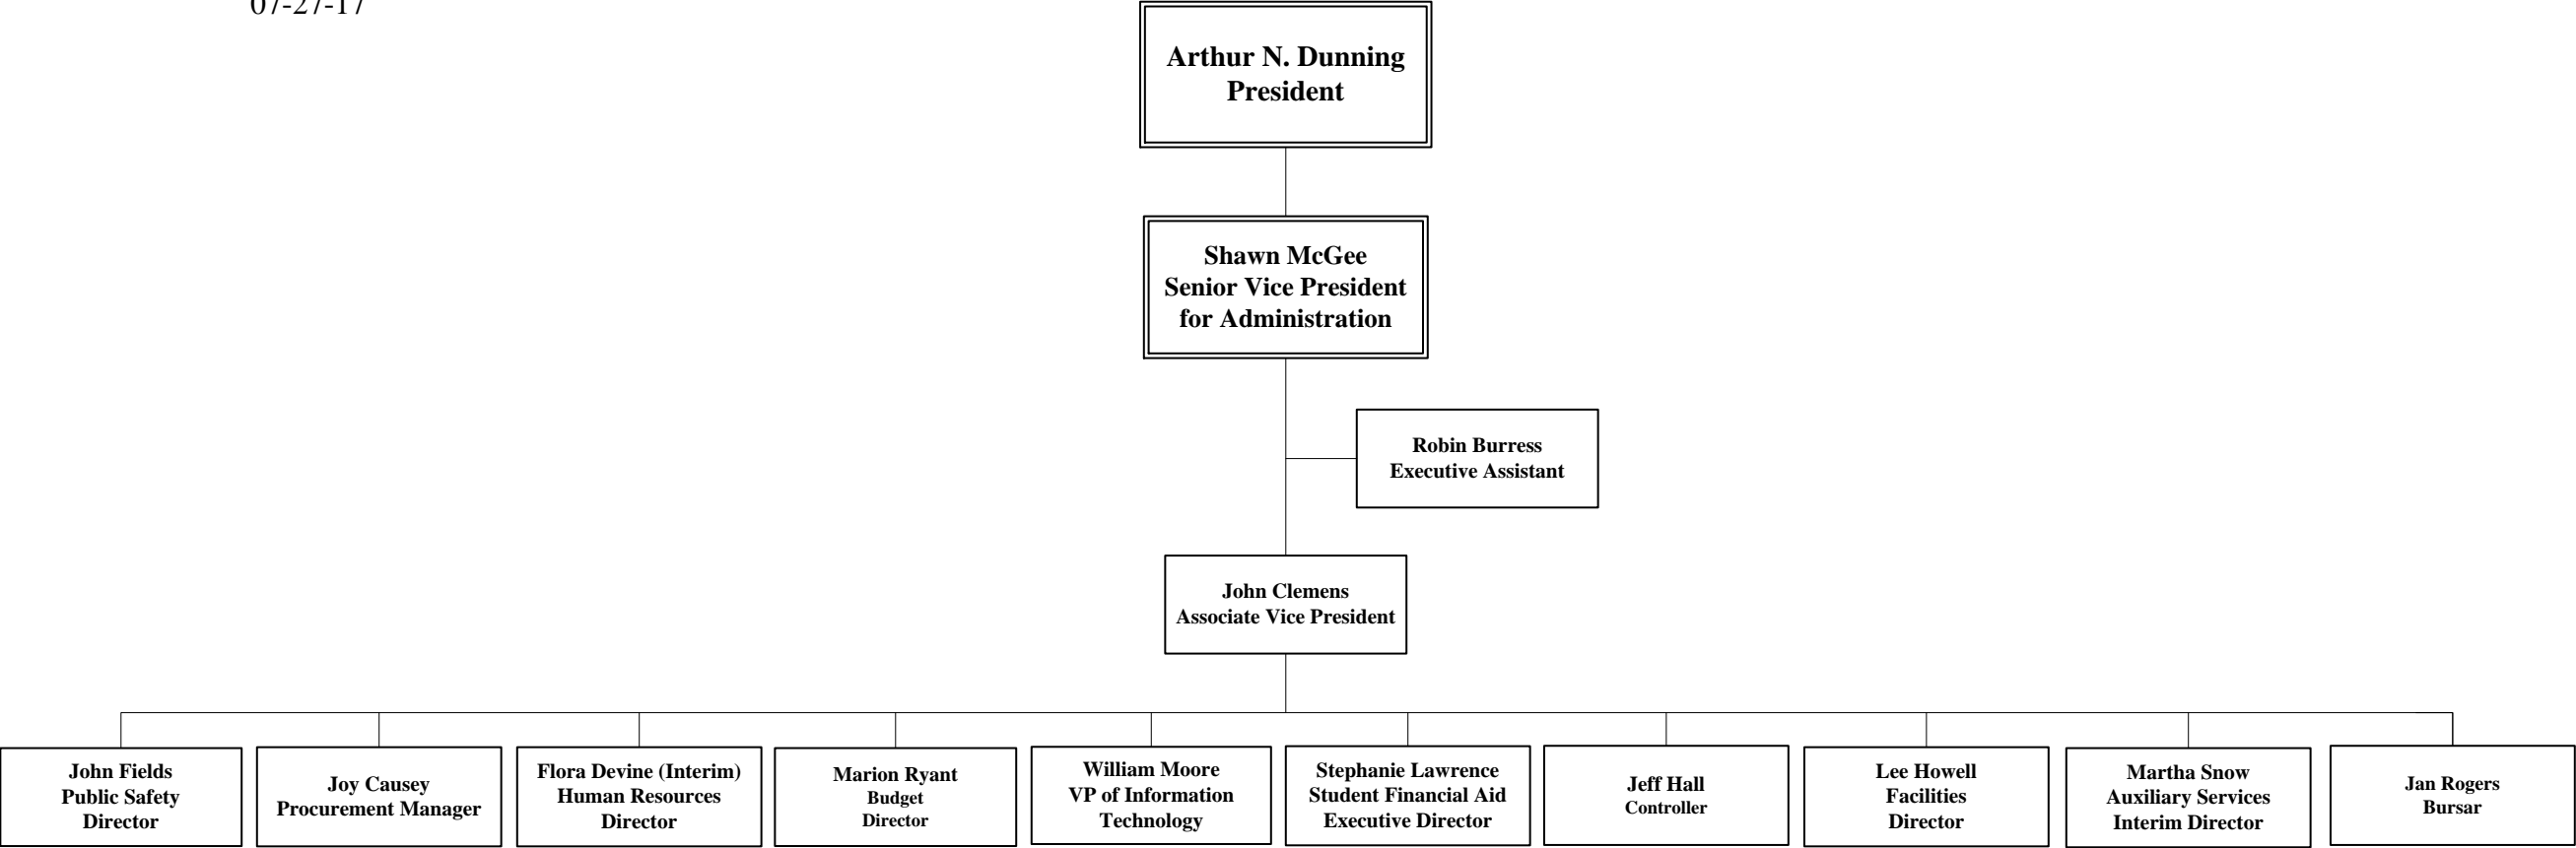 07-27-17
Arthur N. Dunning
President
Shawn McGee
Senior Vice President
for Administration
Robin Burress
Executive Assistant
John Clemens
Associate Vice President
John Fields
Public Safety
Director
Joy Causey
Procurement Manager
Flora Devine (Interim)
Human Resources
Director
Marion Ryant
Budget
Director
William Moore
VP of Information
Technology
Stephanie Lawrence
Student Financial Aid
Executive Director
Jeff Hall
Controller
Lee Howell
Facilities
Director
Martha Snow
Auxiliary Services
Interim Director
Jan Rogers
Bursar